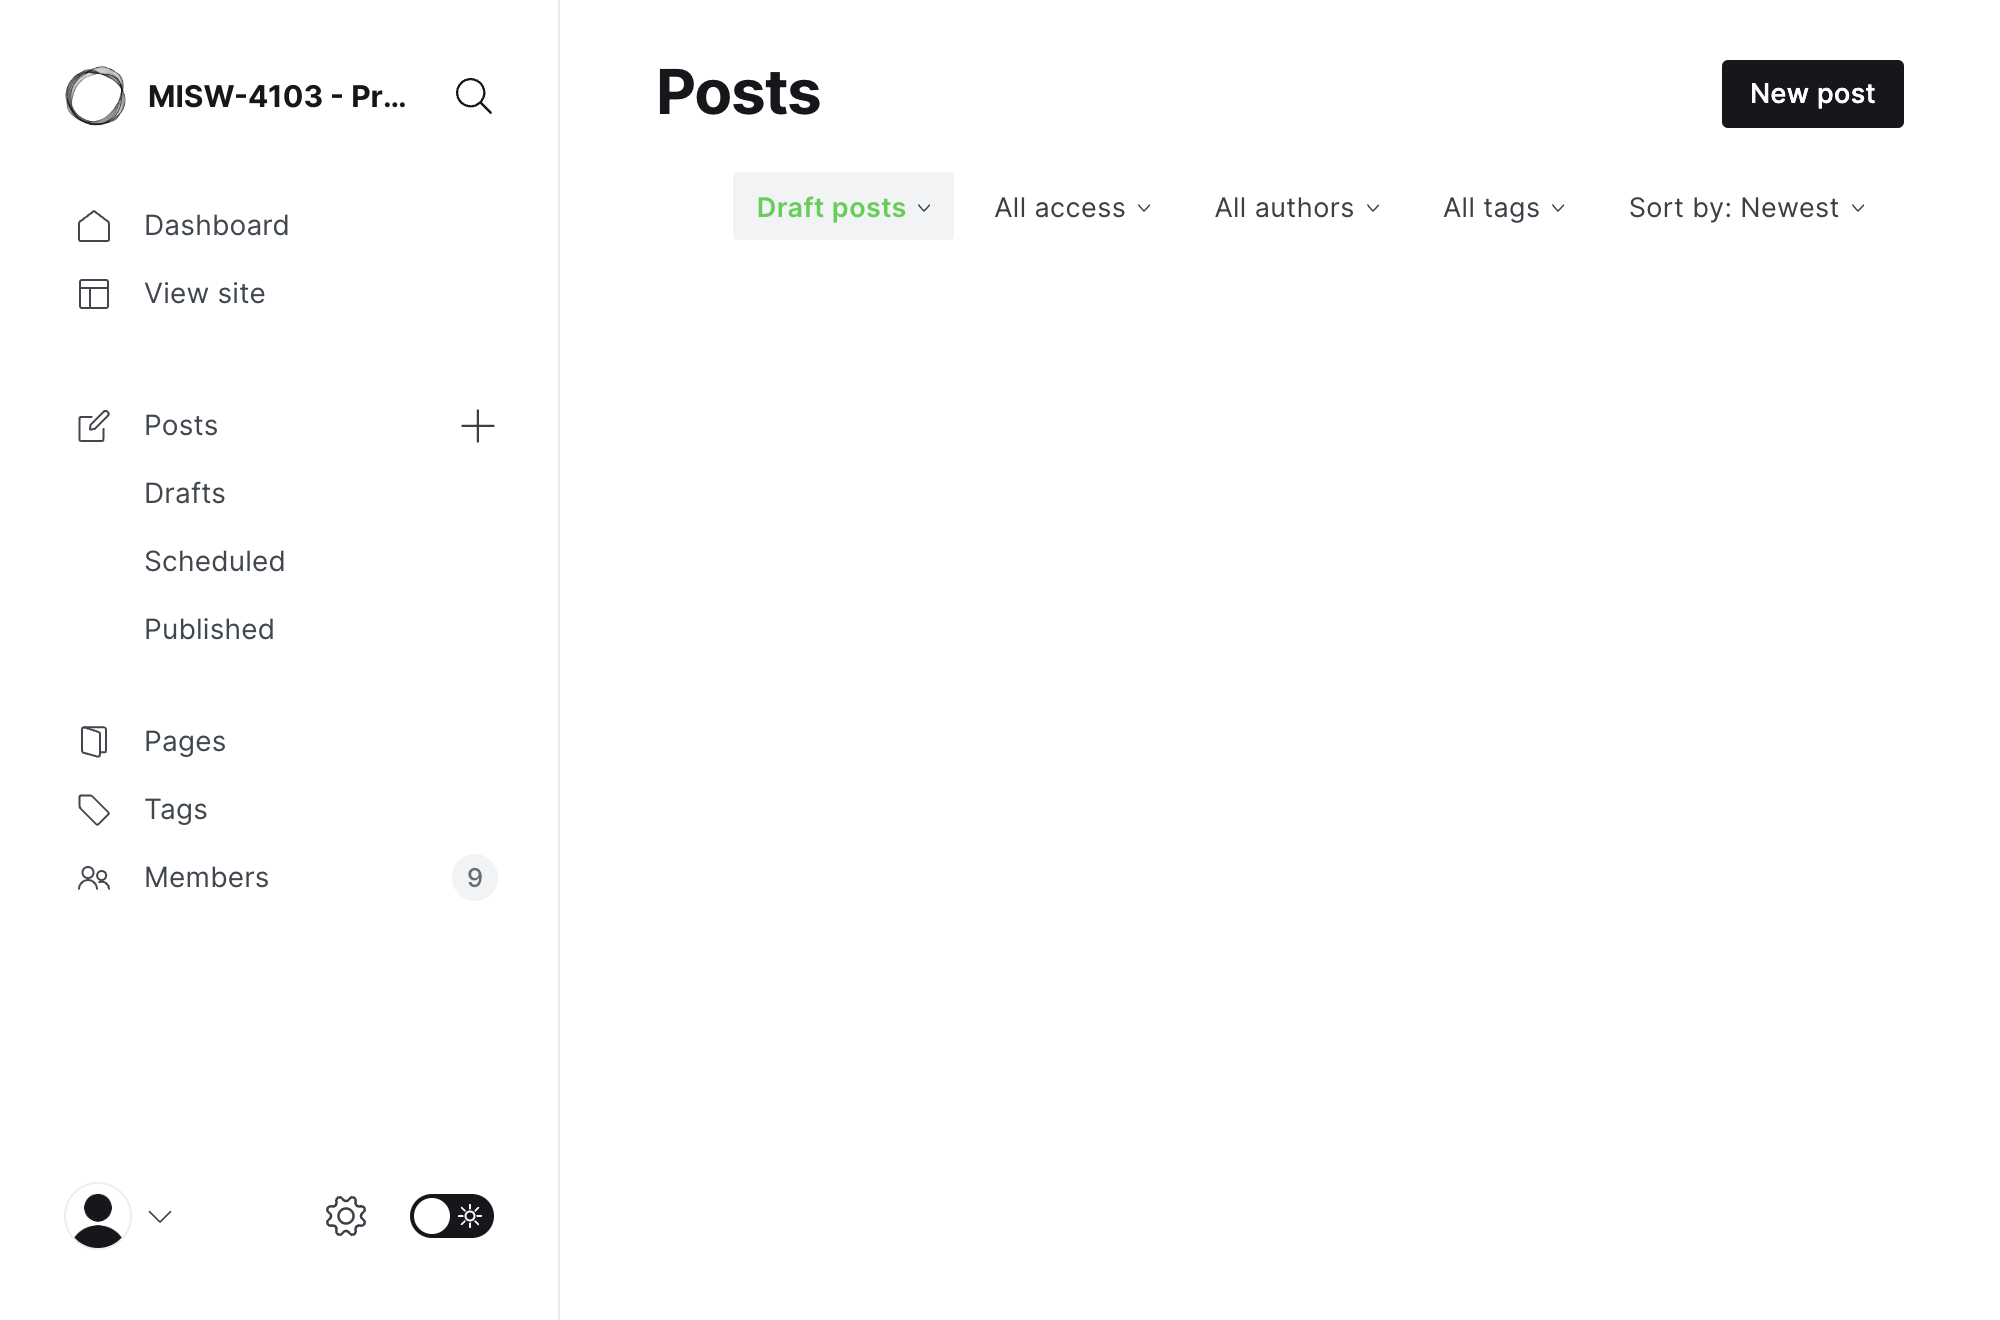 MISW-4103 - Pr...
Dashboard
View site
Posts
Drafts
Scheduled
Published
Pages
Tags
Members 9
Posts
New post
Draft posts All access All authors All tags Sort by: Newest